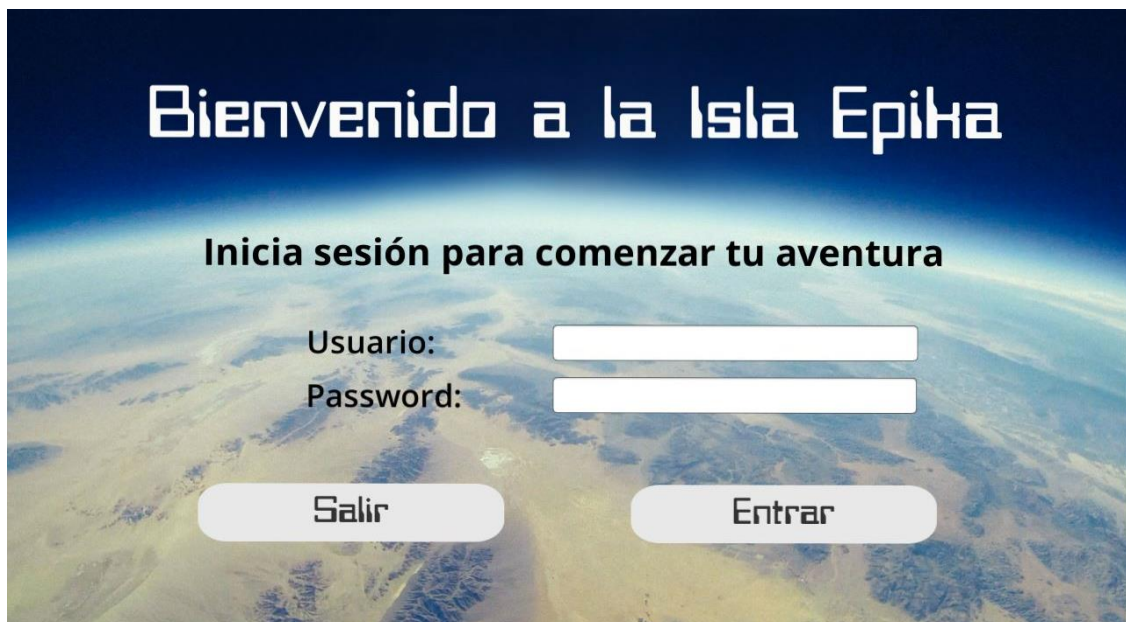 Bienvenido a la Isla Epika
Inicia sesión para comenzar tu aventura
Usuario:
Password:
Salir
Entrar